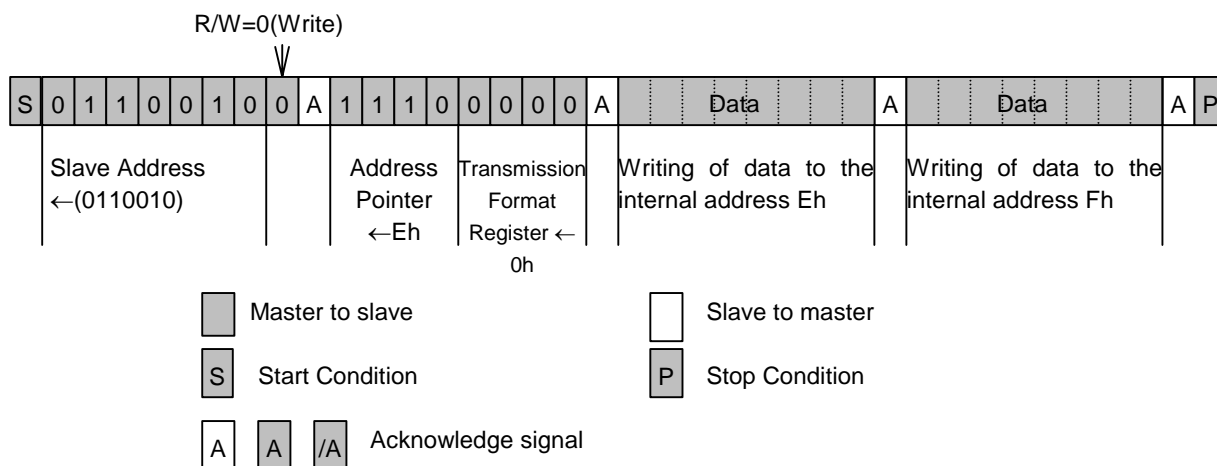 R/W=0(Write)
S 0 1 1 0 0 1 0 0 A 1 1 1 0 0 0 0 0 A Data A Data A P
Slave Address
←(0110010)
Address
Pointer
←Eh
Transmission
Format
Register ←
0h
Writing of data to the
internal address Eh
Writing of data to the
internal address Fh
Master to slave
Slave to master
S Start Condition
P Stop Condition
A A /A Acknowledge signal